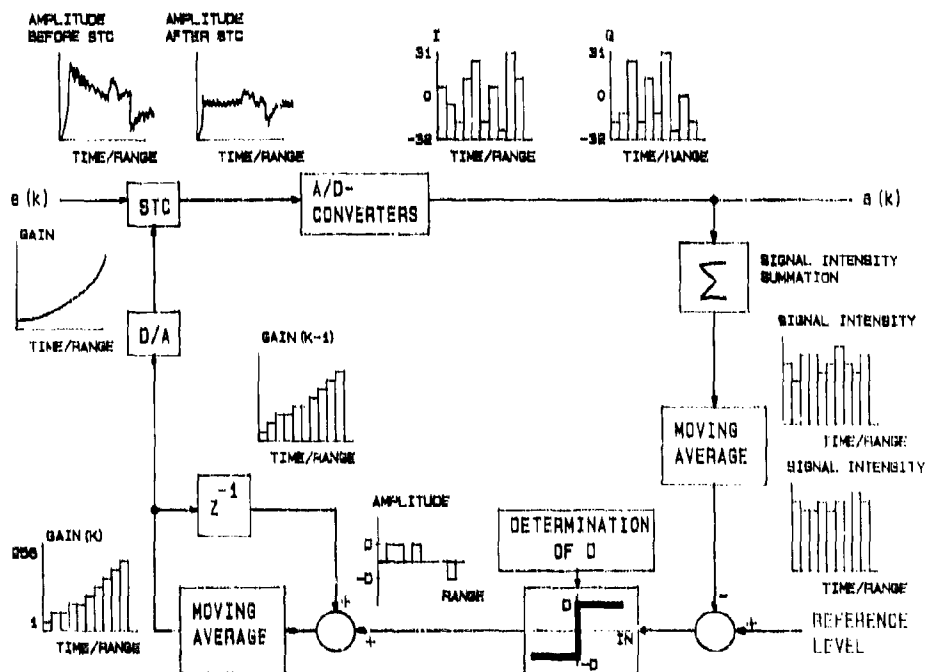 AMPLITUDE
BEFORE STC
AMPLITUDE
AFTER STC
I
Q
31
0
-32
31
0
-32
TIME/RANGE
TIME/RANGE
TIME/RANGE
TIME/RANGE
a(k)
STC
A/D-
CONVERTERS
a(k)
GAIN
TIME/RANGE
D/A
Σ
SIGNAL INTENSITY
SUMMATION
GAIN(K-1)
TIME/RANGE
SIGNAL INTENSITY
TIME/RANGE
MOVING
AVERAGE
SIGNAL INTENSITY
TIME/RANGE
Z-1
AMPLITUDE
D
-D
RANGE
DETERMINATION
OF D
GAIN(K)
256
1
TIME/RANGE
MOVING
AVERAGE
+
+
D
IN
-D
-
+
REFERENCE
LEVEL